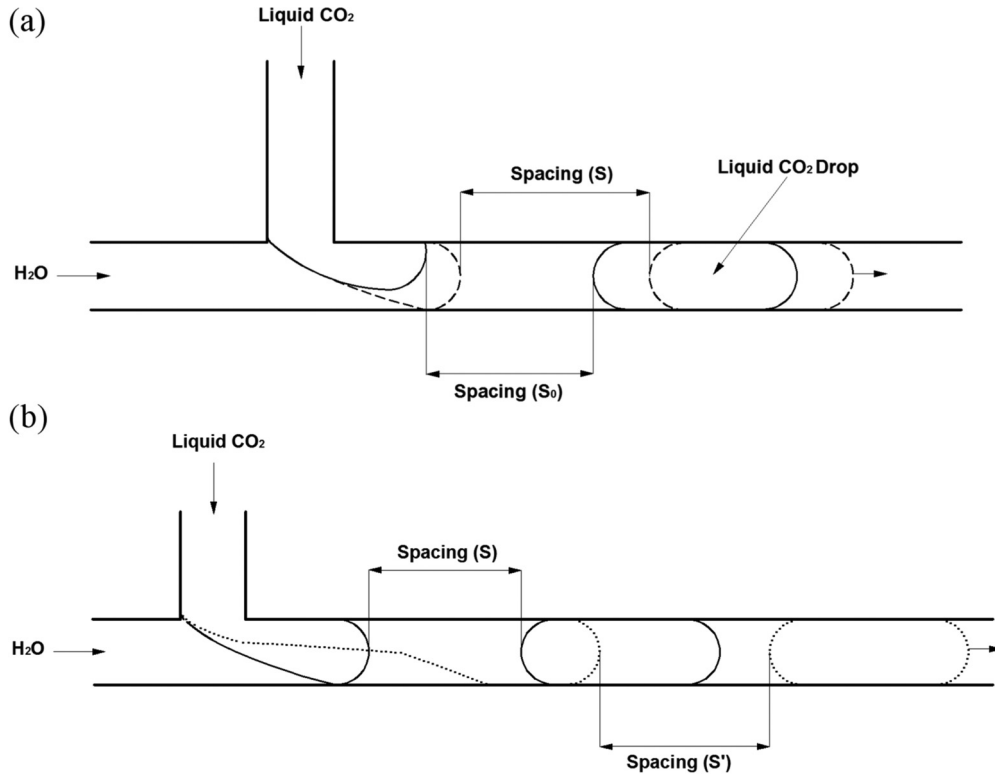 (a)
Liquid CO₂
Spacing (S)
Liquid CO₂ Drop
H₂O
Spacing (S₀)
(b)
Liquid CO₂
Spacing (S)
H₂O
Spacing (S')